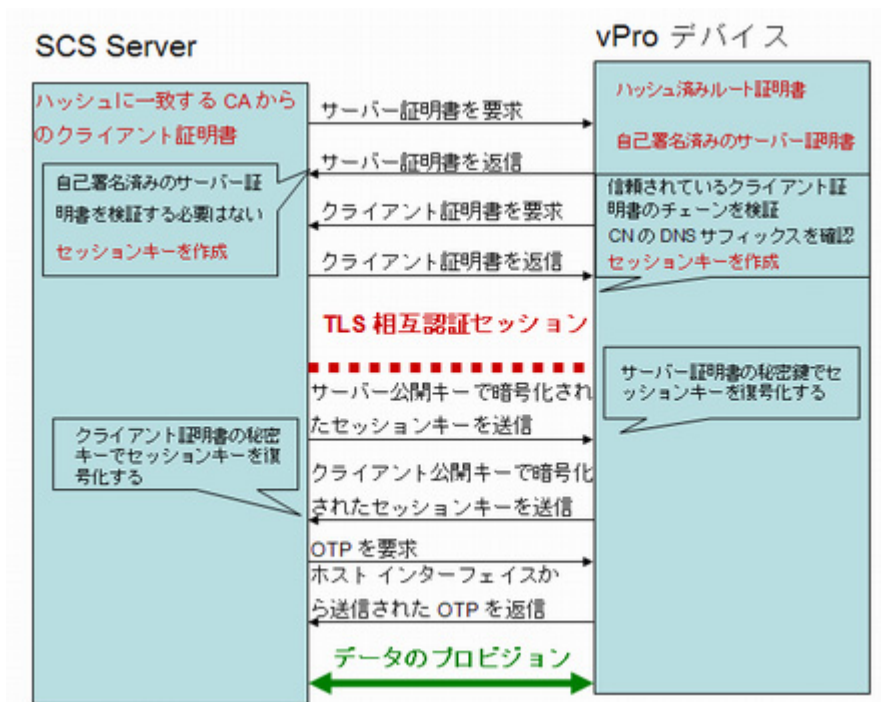 SCS Server
vPro デバイス
ハッシュに一致する CA から
のクライアント証明書
ハッシュ済みルート証明書
自己署名済みのサーバー証明書
サーバー証明書を要求
サーバー証明書を返信
自己署名済みのサーバー証
明書を検証する必要はない
セッションキーを作成
信頼されているクライアント証
明書のチェーンを検証
CN の DNS サフィックスを確認
セッションキーを作成
クライアント証明書を要求
クライアント証明書を返信
TLS 相互認証セッション
サーバー公開キーで暗号化され
たセッションキーを送信
サーバー証明書の秘密鍵でセ
ッションキーを復号化する
クライアント証明書の秘密
キーでセッションキーを復
号化する
クライアント公開キーで暗号化
されたセッションキーを送信
OTP を要求
ホスト インターフェイスか
ら送信された OTP を返信
データのプロビジョン